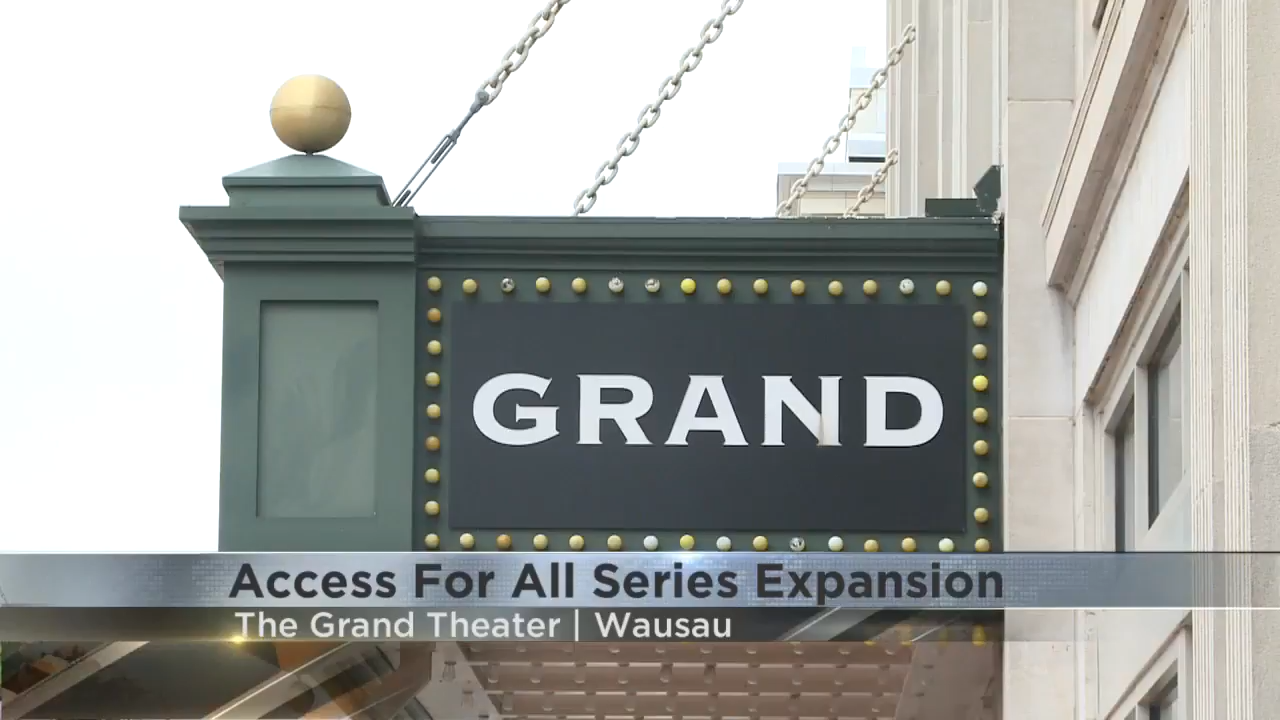 GRAND
Access For All Series Expansion
The Grand Theater | Wausau